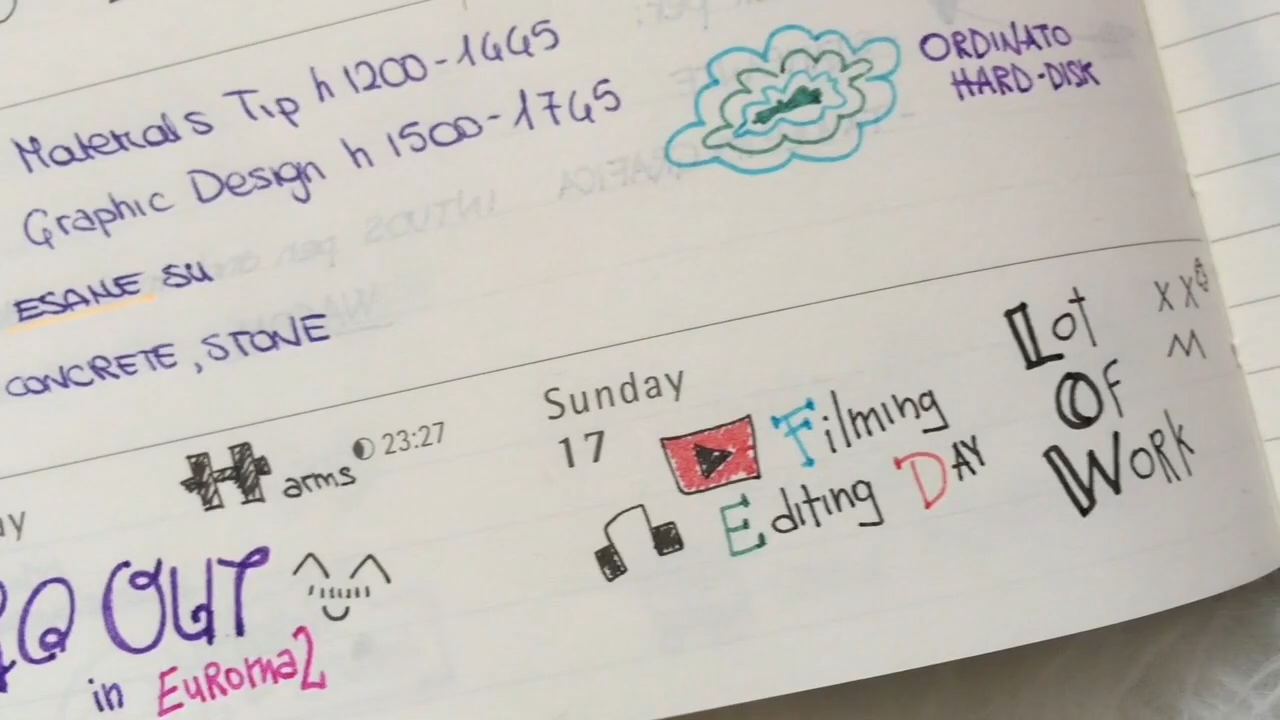 Materials Tip h 1200-1445
Graphic Design h 1500-1745
ESAME SU
CONCRETE, STONE
ORDINATO
HARD-DISK
Harms
23:27
OUT
in EuRoma2
Sunday
17
Filming
Editing DAY
Lot
OF
WORK